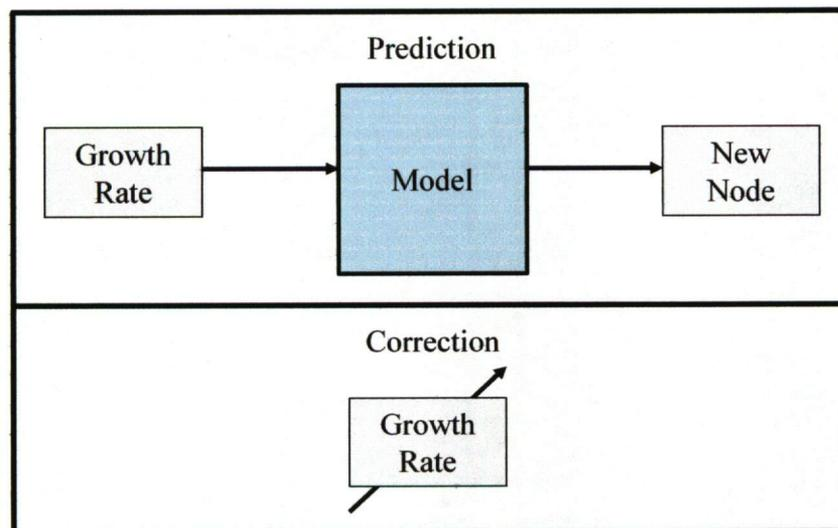 Prediction
Growth
Rate
Model
New
Node
Correction
Growth
Rate